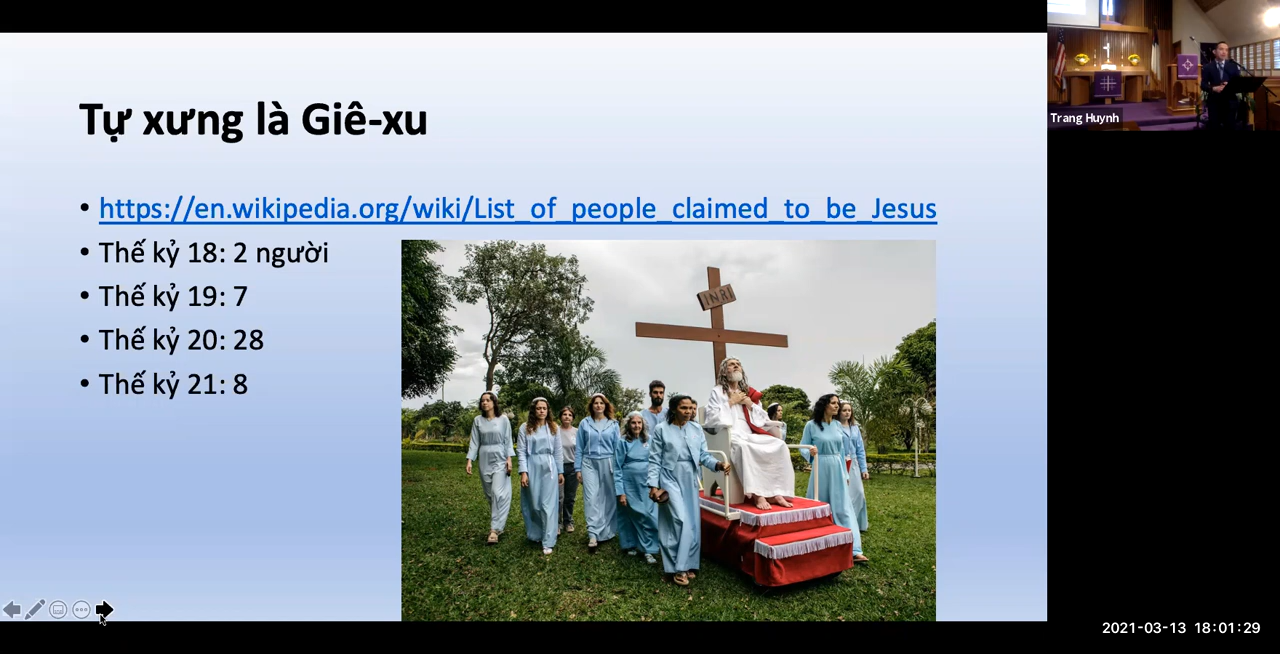 Tự xưng là Giê-xu
• https://en.wikipedia.org/wiki/List_of_people_claimed_to_be_Jesus
• Thế kỷ 18: 2 người
• Thế kỷ 19: 7
• Thế kỷ 20: 28
• Thế kỷ 21: 8
INRI
Trang Huynh
2021-03-13 18:01:29